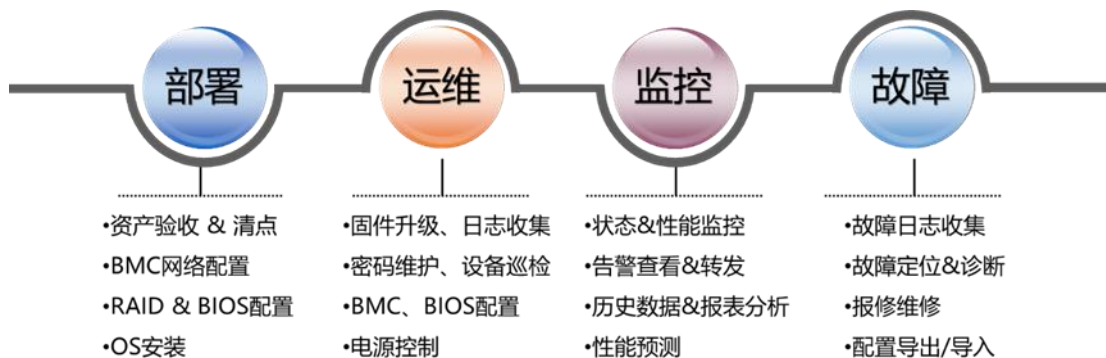 部署
运维
监控
故障
•资产验收 & 清点
•BMC网络配置
•RAID & BIOS配置
•OS安装
•固件升级、日志收集
•密码维护、设备巡检
•BMC、BIOS配置
•电源控制
•状态&性能监控
•告警查看&转发
•历史数据&报表分析
•性能预测
•故障日志收集
•故障定位&诊断
•报修维修
•配置导出/导入